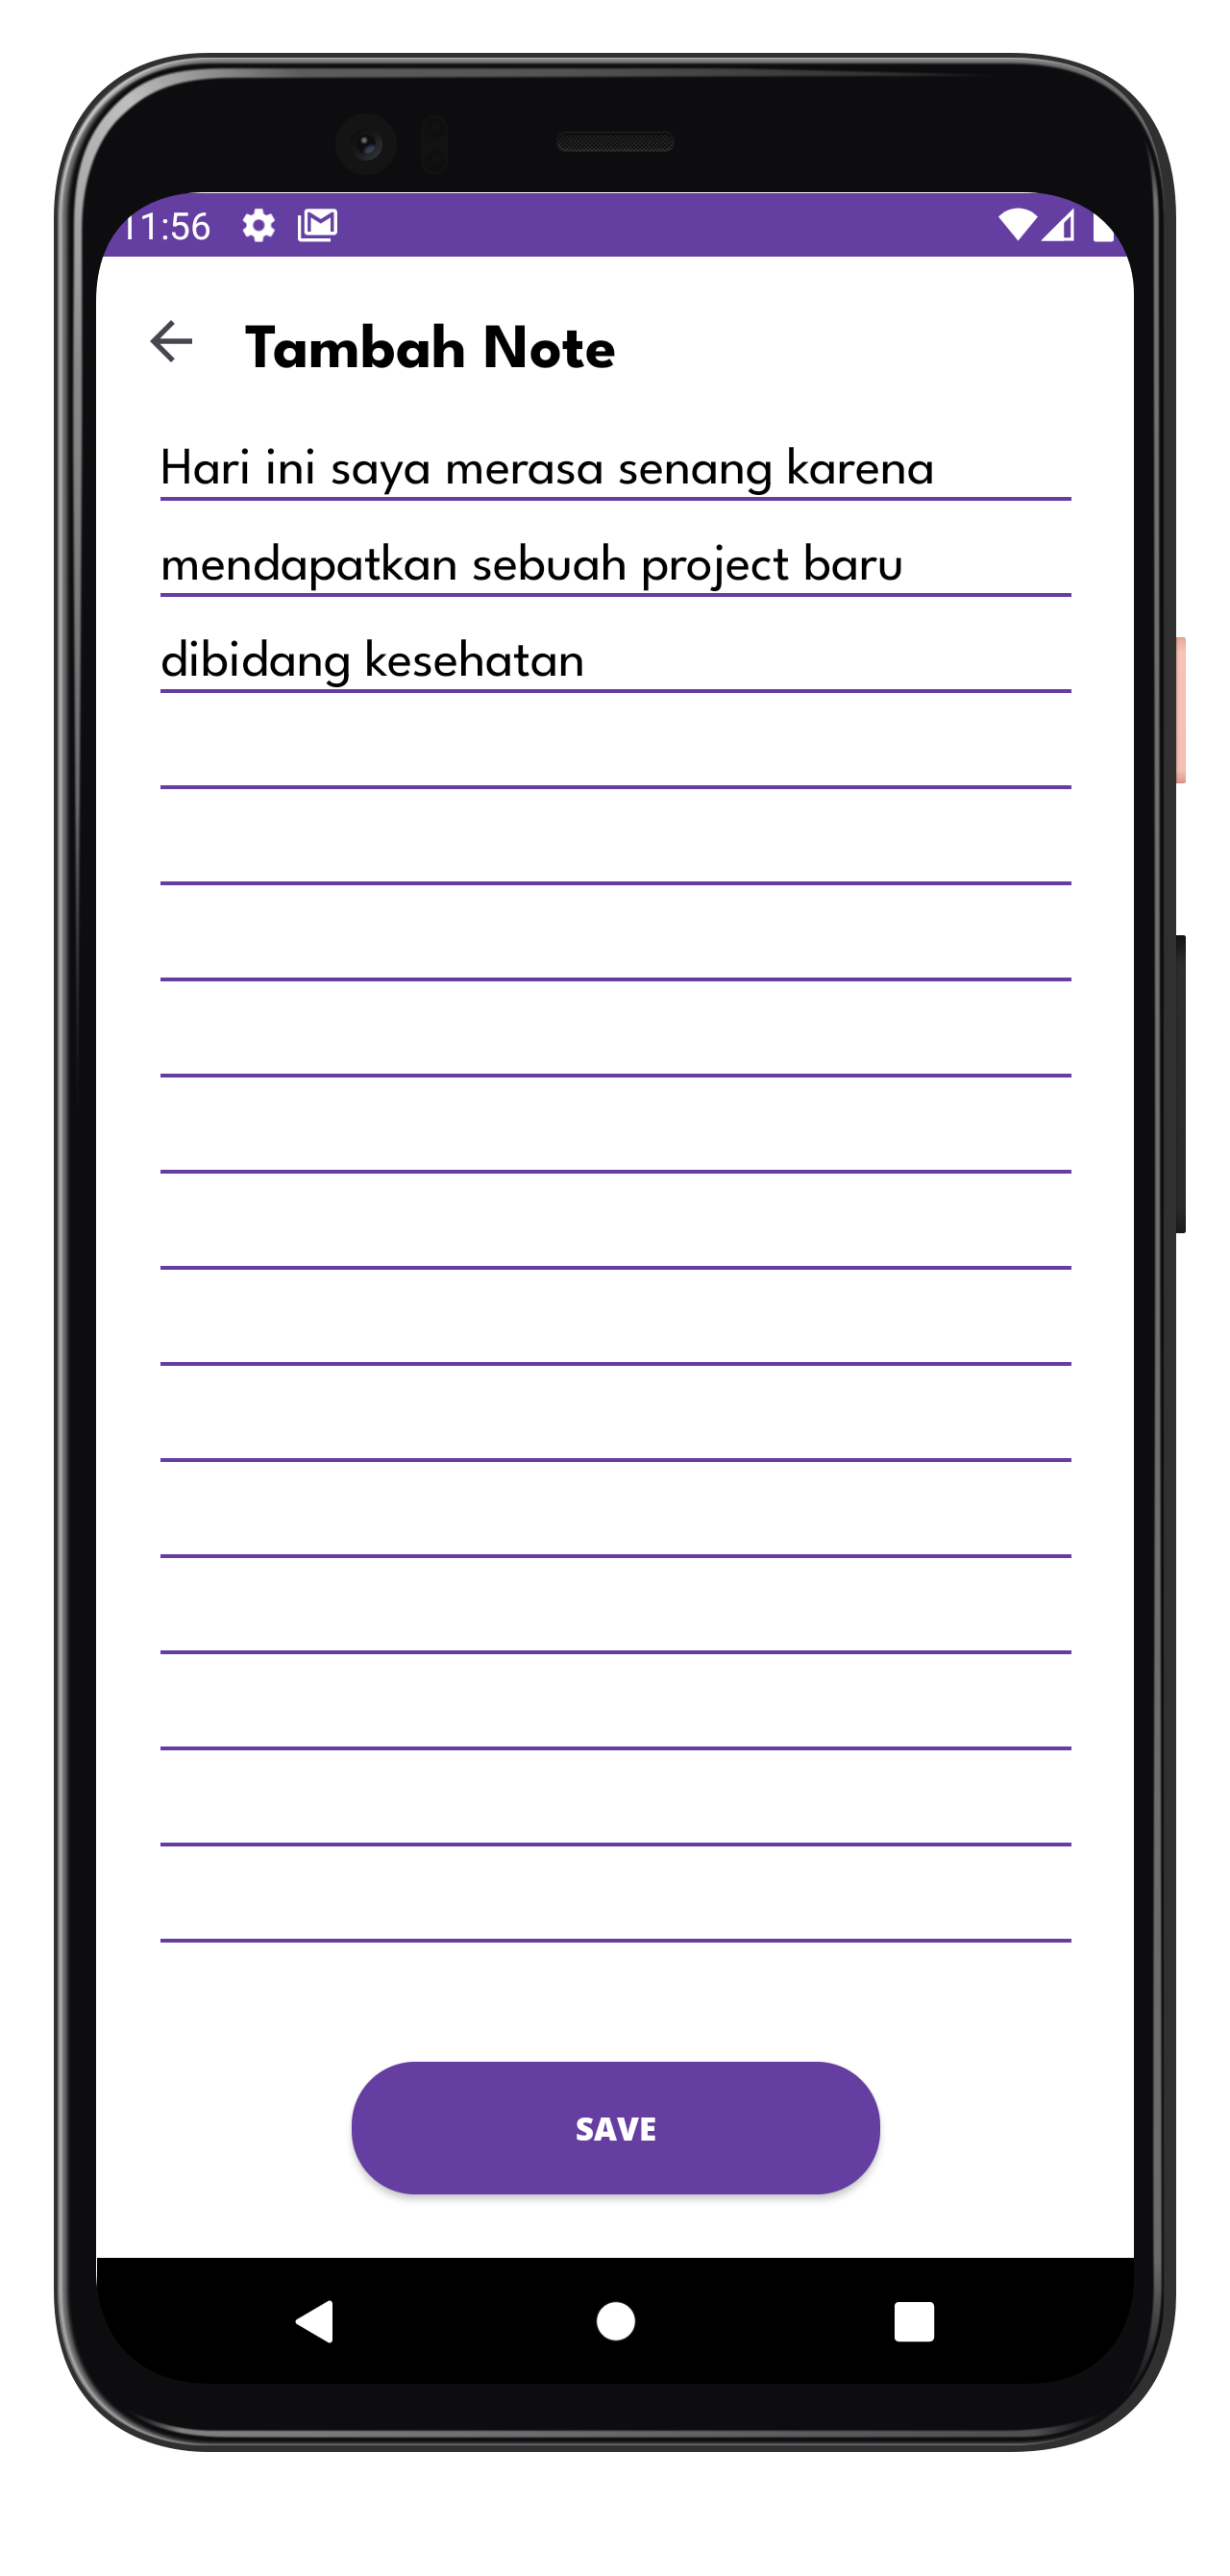 11:56
Tambah Note
Hari ini saya merasa senang karena
mendapatkan sebuah project baru
dibidang kesehatan
SAVE